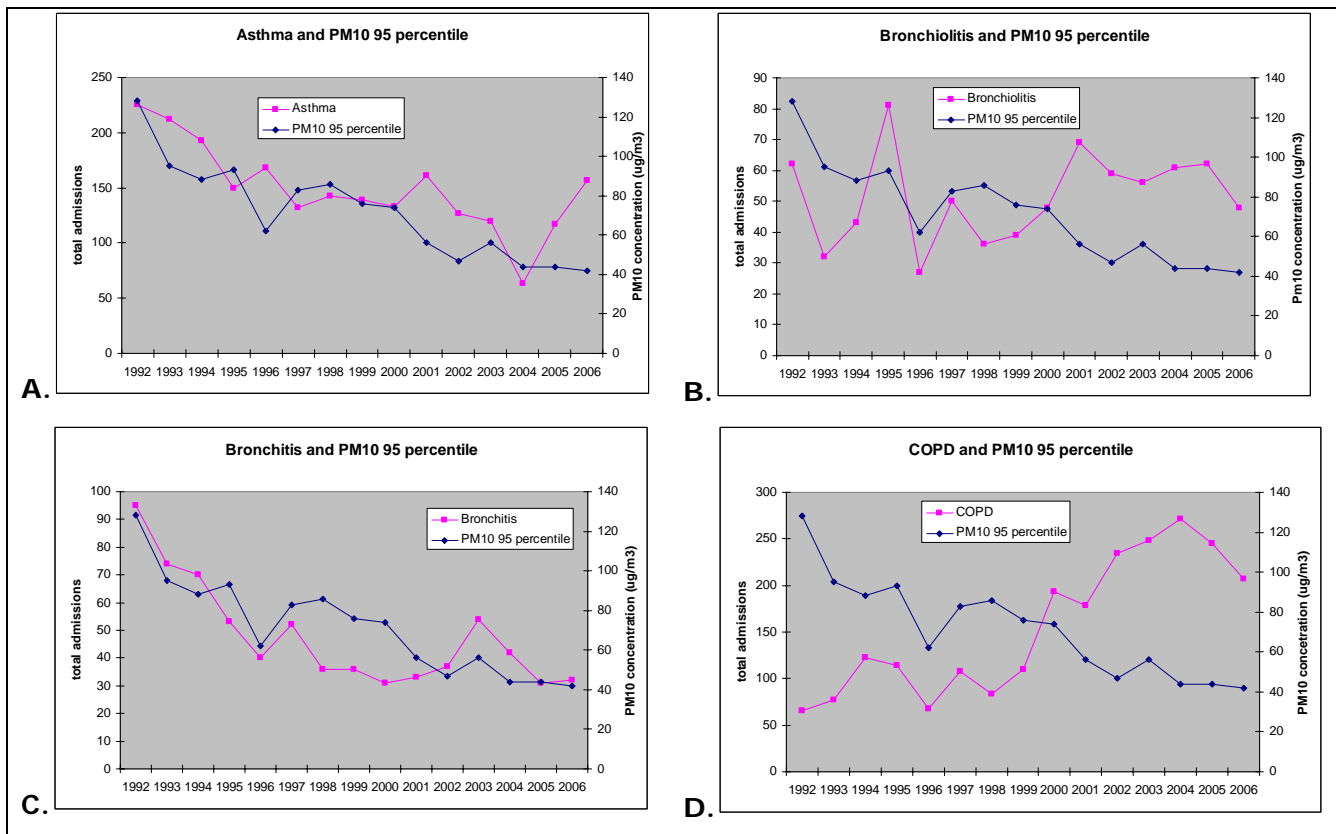 Asthma and PM10 95 percentile
250
200
150
100
50
0
140
120
100
80
60
40
20
0
total admissions
PM10 concentration (ug/m3)
Asthma
PM10 95 percentile
1992 1993 1994 1995 1996 1997 1998 1999 2000 2001 2002 2003 2004 2005 2006
A.
Bronchiolitis and PM10 95 percentile
90
80
70
60
50
40
30
20
10
0
140
120
100
80
60
40
20
0
total admissions
Pm10 concentration (ug/m3)
Bronchiolitis
PM10 95 percentile
1992 1993 1994 1995 1996 1997 1998 1999 2000 2001 2002 2003 2004 2005 2006
B.
Bronchitis and PM10 95 percentile
100
90
80
70
60
50
40
30
20
10
0
140
120
100
80
60
40
20
0
total admissions
PM10 concentration (ug/m3)
Bronchitis
PM10 95 percentile
1992 1993 1994 1995 1996 1997 1998 1999 2000 2001 2002 2003 2004 2005 2006
C.
COPD and PM10 95 percentile
300
250
200
150
100
50
0
140
120
100
80
60
40
20
0
total admissions
PM10 concentration (ug/m3)
COPD
PM10 95 percentile
1992 1993 1994 1995 1996 1997 1998 1999 2000 2001 2002 2003 2004 2005 2006
D.